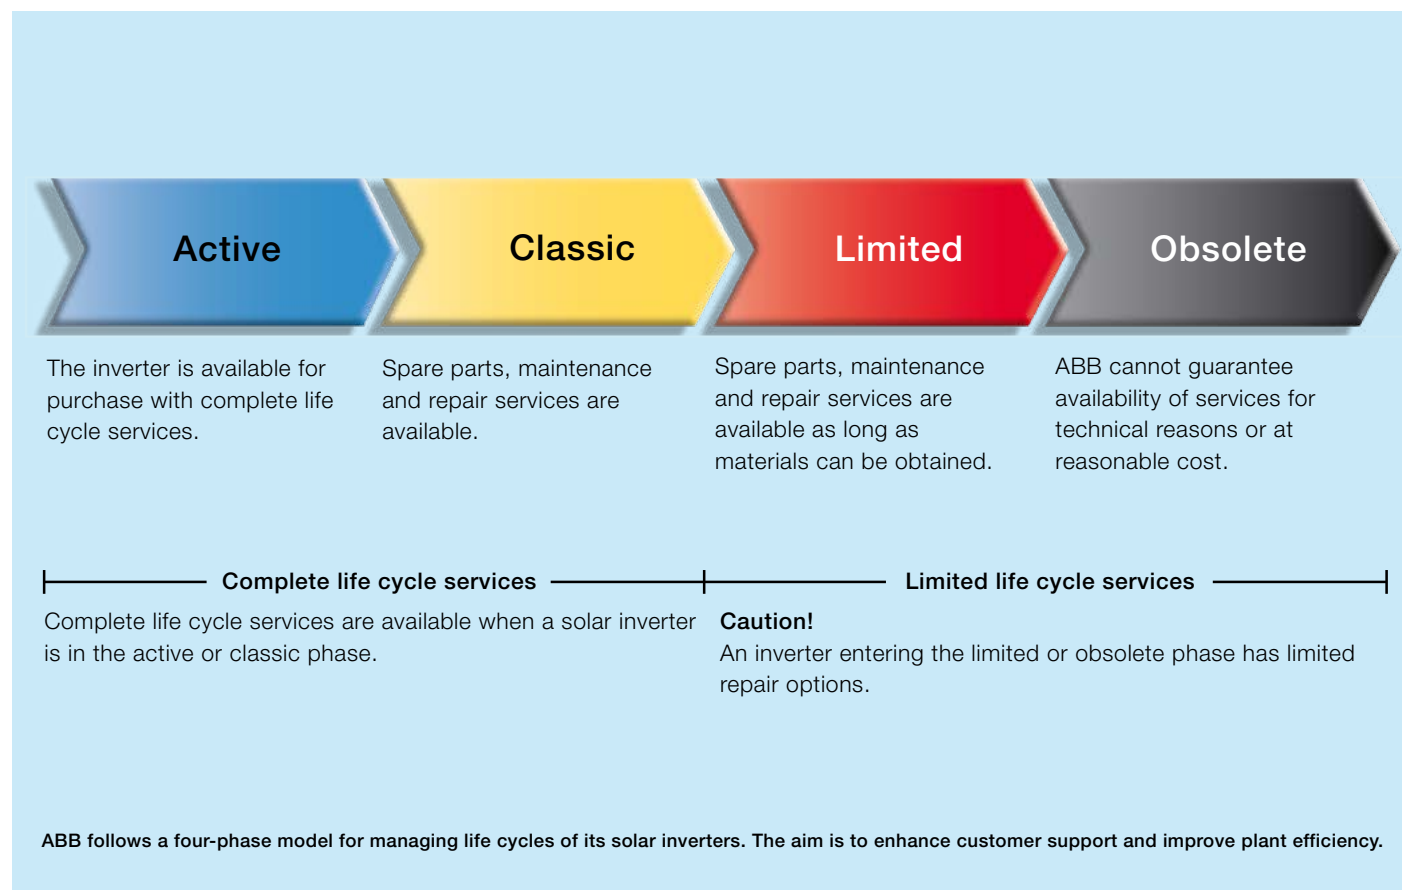 Active
Classic
Limited
Obsolete
The inverter is available for
purchase with complete life
cycle services.
Spare parts, maintenance
and repair services are
available.
Spare parts, maintenance
and repair services are
available as long as
materials can be obtained.
ABB cannot guarantee
availability of services for
technical reasons or at
reasonable cost.
Complete life cycle services
Complete life cycle services are available when a solar inverter
is in the active or classic phase.
Limited life cycle services
Caution!
An inverter entering the limited or obsolete phase has limited
repair options.
ABB follows a four-phase model for managing life cycles of its solar inverters. The aim is to enhance customer support and improve plant efficiency.